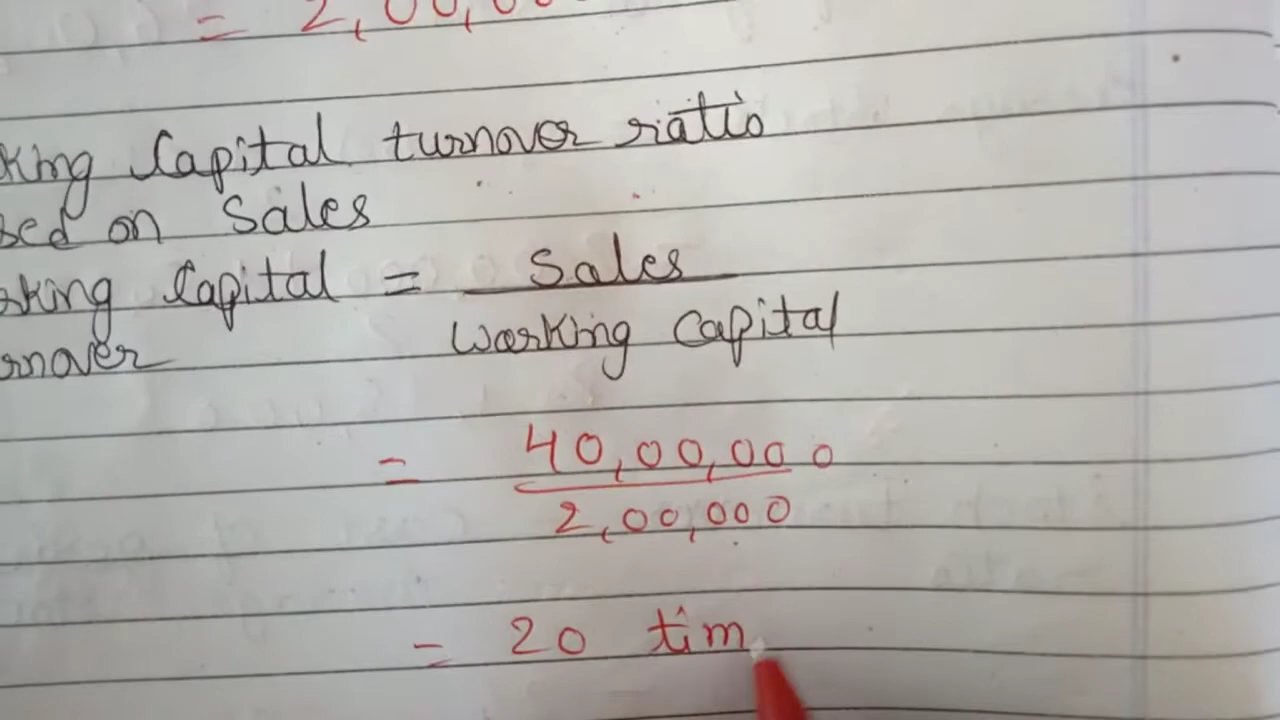 = 2,00,0
king Capital turnover ratio
sed on Sales
rking Capital = Sales
rnover Working Capital
= 40,00,000
2,00,000
= 20 tim